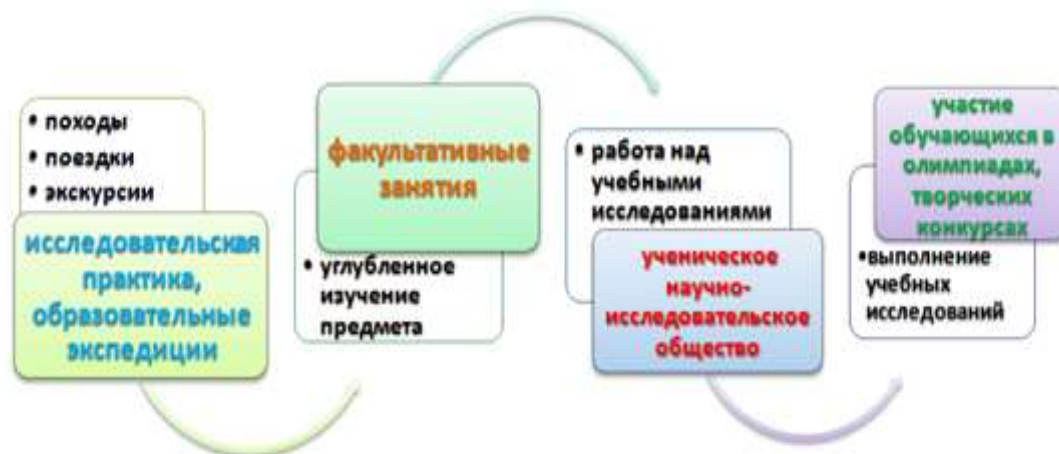 • походы
• поездки
• экскурсии
исследовательская
практика,
образовательные
экспедиции
факультативные
занятия
• углубленное
изучение
предмета
• работа над
учебными
исследованиями
ученическое
научно-
исследовательское
общество
участие
обучающихся в
олимпиадах,
творческих
конкурсах
•выполнение
учебных
исследований